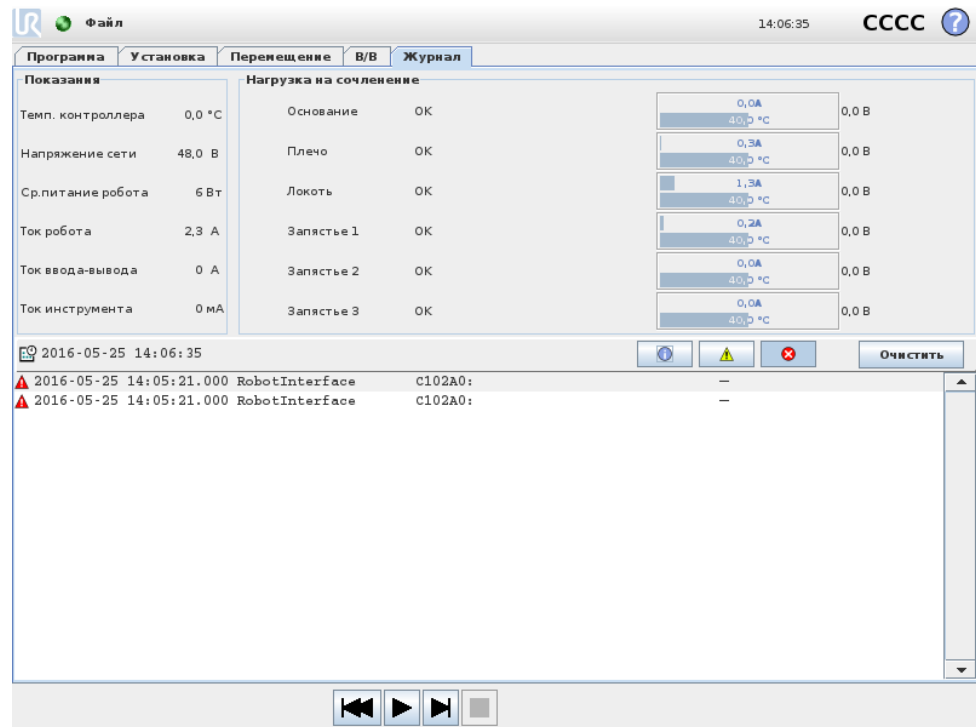 UR Файл 14:06:35 CCCC ?
Программа Установка Перемещение В/В Журнал
Показания Нагрузка на сочленение
Темп. контроллера 0,0 °C Основание OK 0,0A 40,0 °C 0,0 В
Напряжение сети 48,0 В Плечо OK 0,3A 40,0 °C 0,0 В
Ср.питание робота 6 Вт Локоть OK 1,3A 40,0 °C 0,0 В
Ток робота 2,3 А Запястье 1 OK 0,2A 40,0 °C 0,0 В
Ток ввода-вывода 0 А Запястье 2 OK 0,0A 40,0 °C 0,0 В
Ток инструмента 0 мА Запястье 3 OK 0,0A 40,0 °C 0,0 В
2016-05-25 14:06:35 Очистить
2016-05-25 14:05:21.000 RobotInterface C102A0: —
2016-05-25 14:05:21.000 RobotInterface C102A0: —